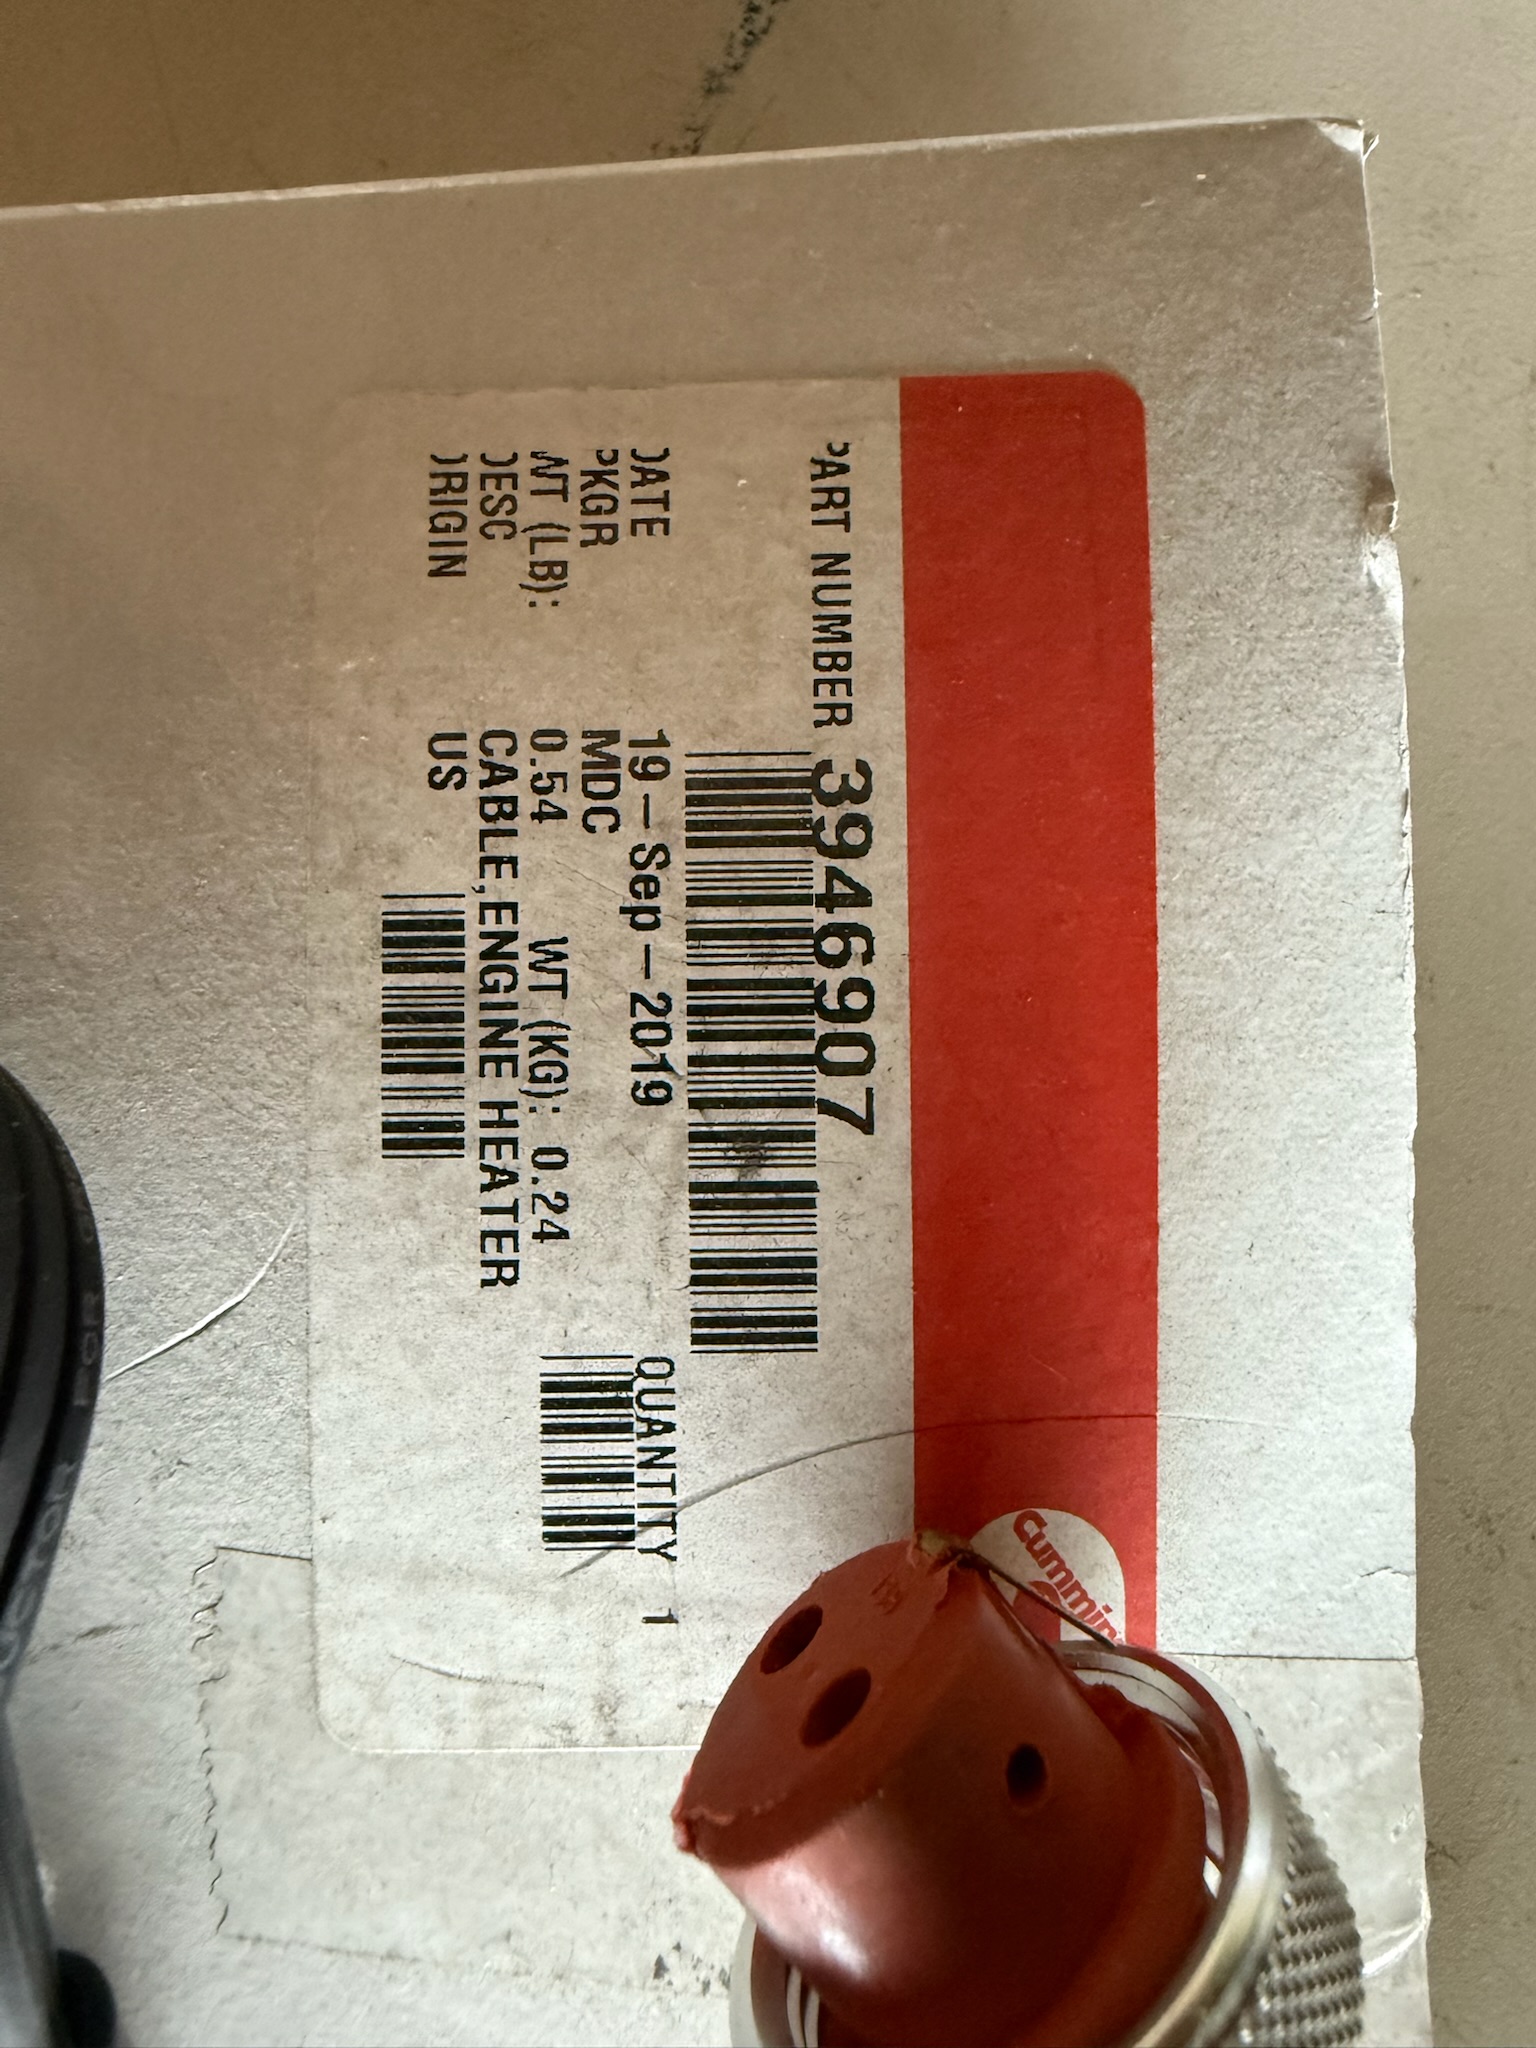 Cummin
PART NUMBER 3946907
DATE 19-Sep-2019
QUANTITY 1
PKGR MDC
WT (LB): 0.54 WT (KG): 0.24
DESC CABLE,ENGINE HEATER
ORIGIN US